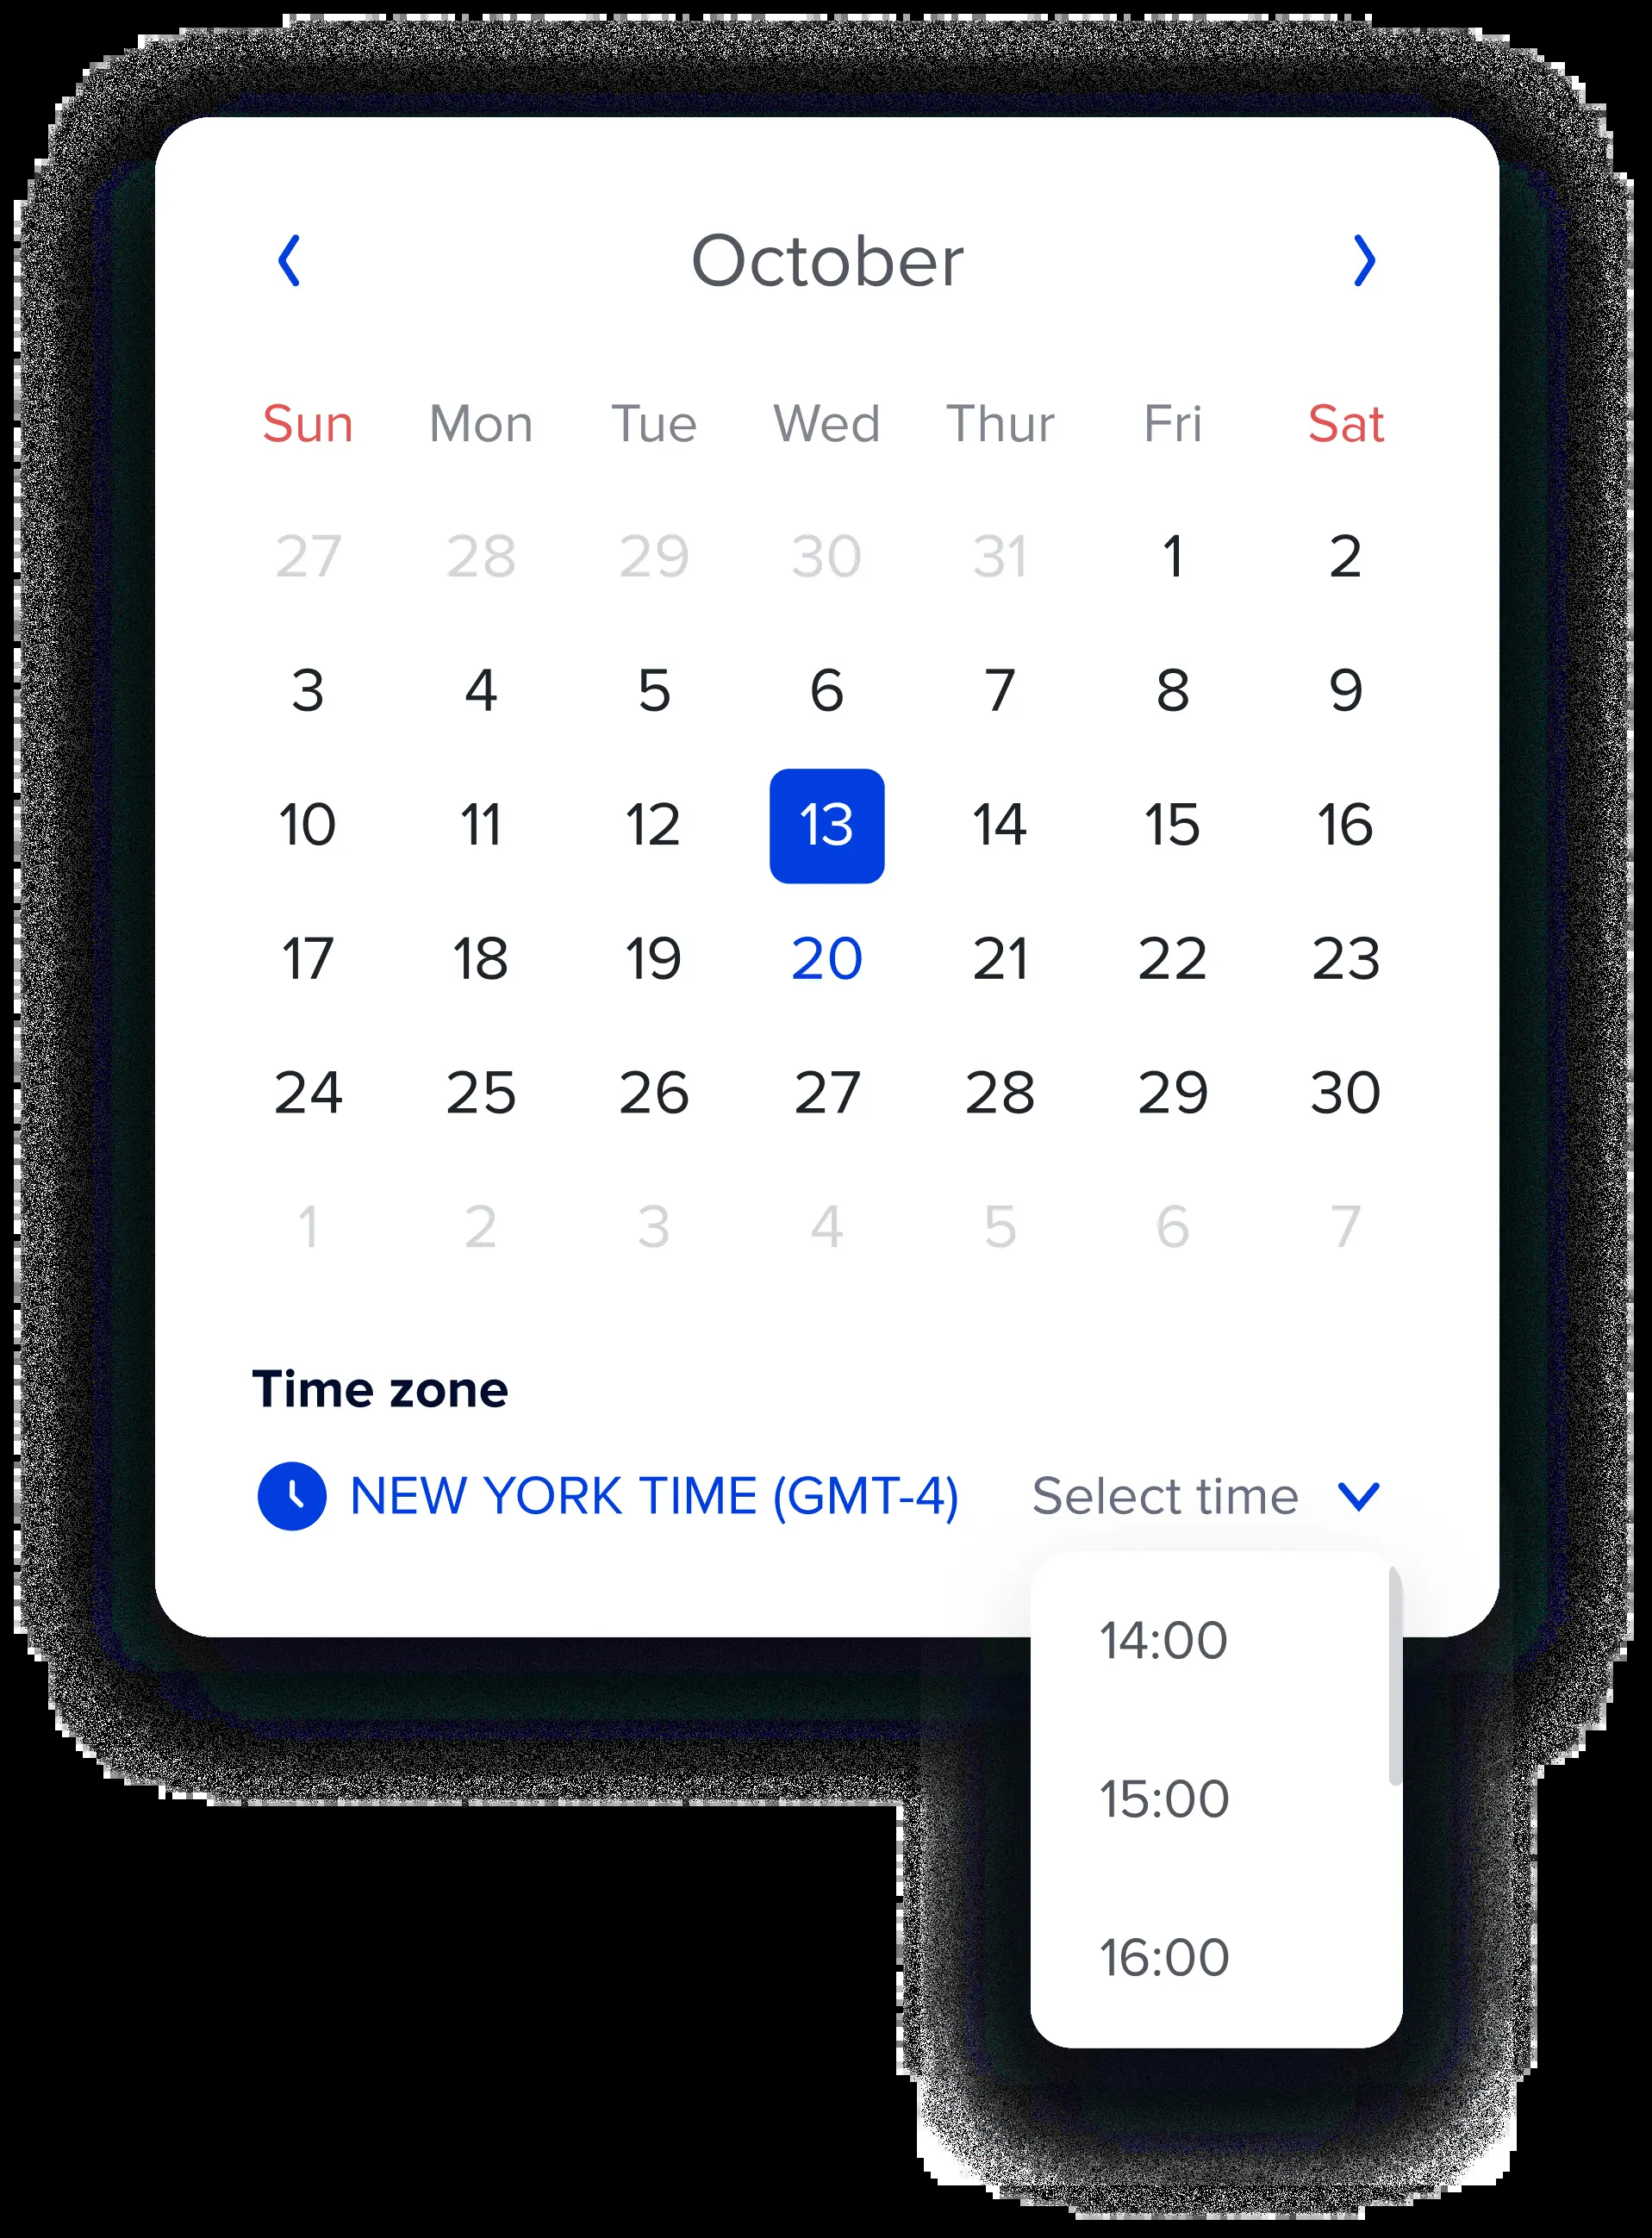 October
Sun Mon Tue Wed Thur Fri Sat
27 28 29 30 31 1 2
3 4 5 6 7 8 9
10 11 12 13 14 15 16
17 18 19 20 21 22 23
24 25 26 27 28 29 30
1 2 3 4 5 6 7
Time zone
NEW YORK TIME (GMT-4) Select time
14:00
15:00
16:00